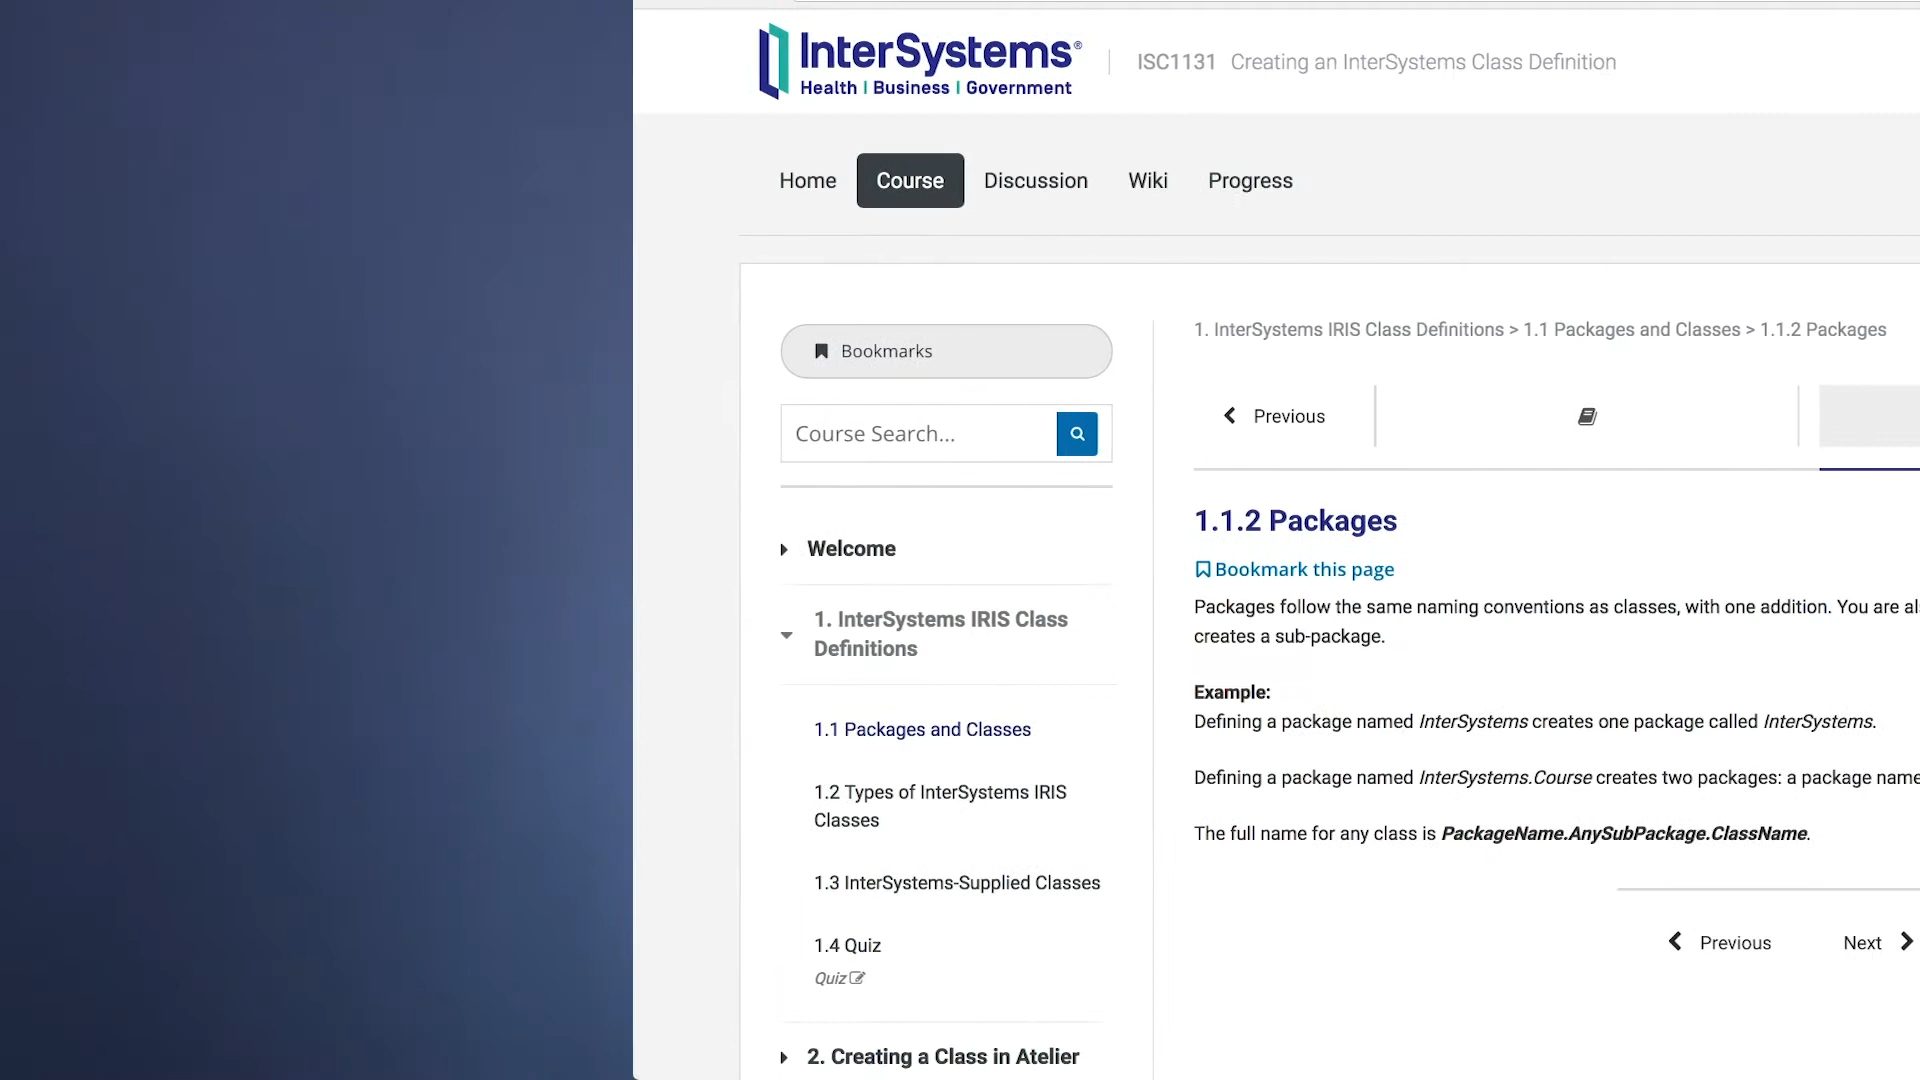 InterSystems®
Health | Business | Government
ISC1131 Creating an InterSystems Class Definition
Home Course Discussion Wiki Progress
Bookmarks
Course Search...
Welcome
1. InterSystems IRIS Class
Definitions
1.1 Packages and Classes
1.2 Types of InterSystems IRIS
Classes
1.3 InterSystems-Supplied Classes
1.4 Quiz
Quiz
2. Creating a Class in Atelier
1. InterSystems IRIS Class Definitions > 1.1 Packages and Classes > 1.1.2 Packages
Previous
1.1.2 Packages
Bookmark this page
Packages follow the same naming conventions as classes, with one addition. You are
creates a sub-package.
Example:
Defining a package named InterSystems creates one package called InterSystems.
Defining a package named InterSystems.Course creates two packages: a package name
The full name for any class is PackageName.AnySubPackage.ClassName.
Previous Next